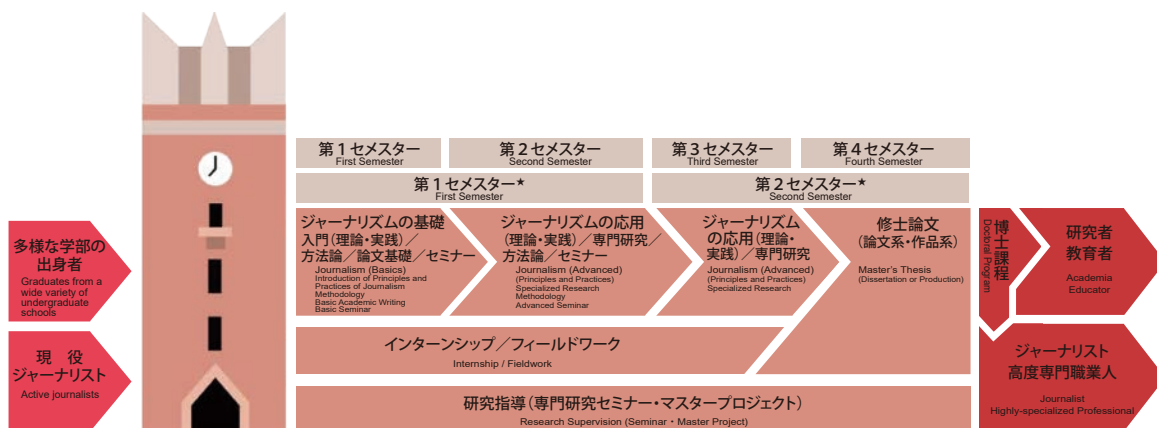 多様な学部の
出身者
Graduates from a
wide variety of
undergraduate
schools
現 役
ジャーナリスト
Active journalists
第1セメスター
First Semester
第2セメスター
Second Semester
第3セメスター
Third Semester
第4セメスター
Fourth Semester
第1セメスター★
First Semester
第2セメスター★
Second Semester
ジャーナリズムの基礎
入門(理論・実践)/
方法論/論文基礎/セミナー
Journalism (Basics)
Introduction of Principles and
Practices of Journalism
Methodology
Basic Academic Writing
Basic Seminar
ジャーナリズムの応用
(理論・実践)/専門研究/
方法論/セミナー
Journalism (Advanced)
(Principles and Practices)
Specialized Research
Methodology
Advanced Seminar
ジャーナリズム
の応用(理論・
実践)/専門研究
Journalism (Advanced)
(Principles and Practices)
Specialized Research
修士論文
(論文系・作品系)
Master's Thesis
(Dissertation or Production)
インターンシップ/フィールドワーク
Internship / Fieldwork
研究指導(専門研究セミナー・マスタープロジェクト)
Research Supervision (Seminar・Master Project)
博士課程
Doctoral Program
研究者
教育者
Academia
Educator
ジャーナリスト
高度専門職業人
Journalist
Highly-specialized Professional